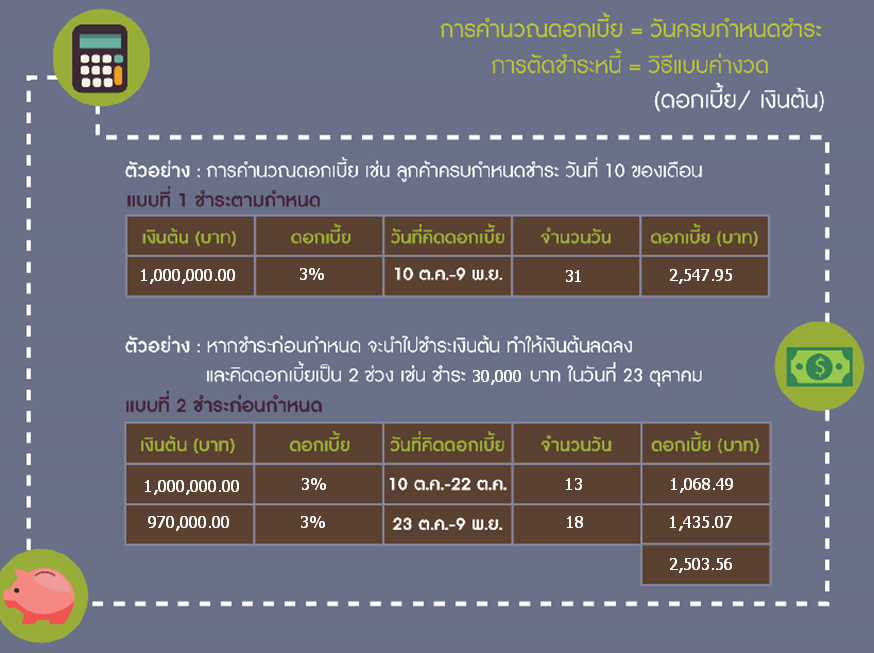 การคำนวณดอกเบี้ย = วันครบกำหนดชำระ
การตัดชำระหนี้ = วิธีแบบค่างวด
(ดอกเบี้ย/ เงินต้น)
ตัวอย่าง : การคำนวณดอกเบี้ย เช่น ลูกค้าครบกำหนดชำระ วันที่ 10 ของเดือน
แบบที่ 1 ชำระตามกำหนด
เงินต้น (บาท) ดอกเบี้ย วันที่คิดดอกเบี้ย จำนวนวัน ดอกเบี้ย (บาท)
1,000,000.00 3% 10 ต.ค.-9 พ.ย. 31 2,547.95
ตัวอย่าง : หากชำระก่อนกำหนด จะนำไปชำระเงินต้น ทำให้เงินต้นลดลง
และคิดดอกเบี้ยเป็น 2 ช่วง เช่น ชำระ 30,000 บาท ในวันที่ 23 ตุลาคม
แบบที่ 2 ชำระก่อนกำหนด
เงินต้น (บาท) ดอกเบี้ย วันที่คิดดอกเบี้ย จำนวนวัน ดอกเบี้ย (บาท)
1,000,000.00 3% 10 ต.ค.-22 ต.ค. 13 1,068.49
970,000.00 3% 23 ต.ค.-9 พ.ย. 18 1,435.07
2,503.56